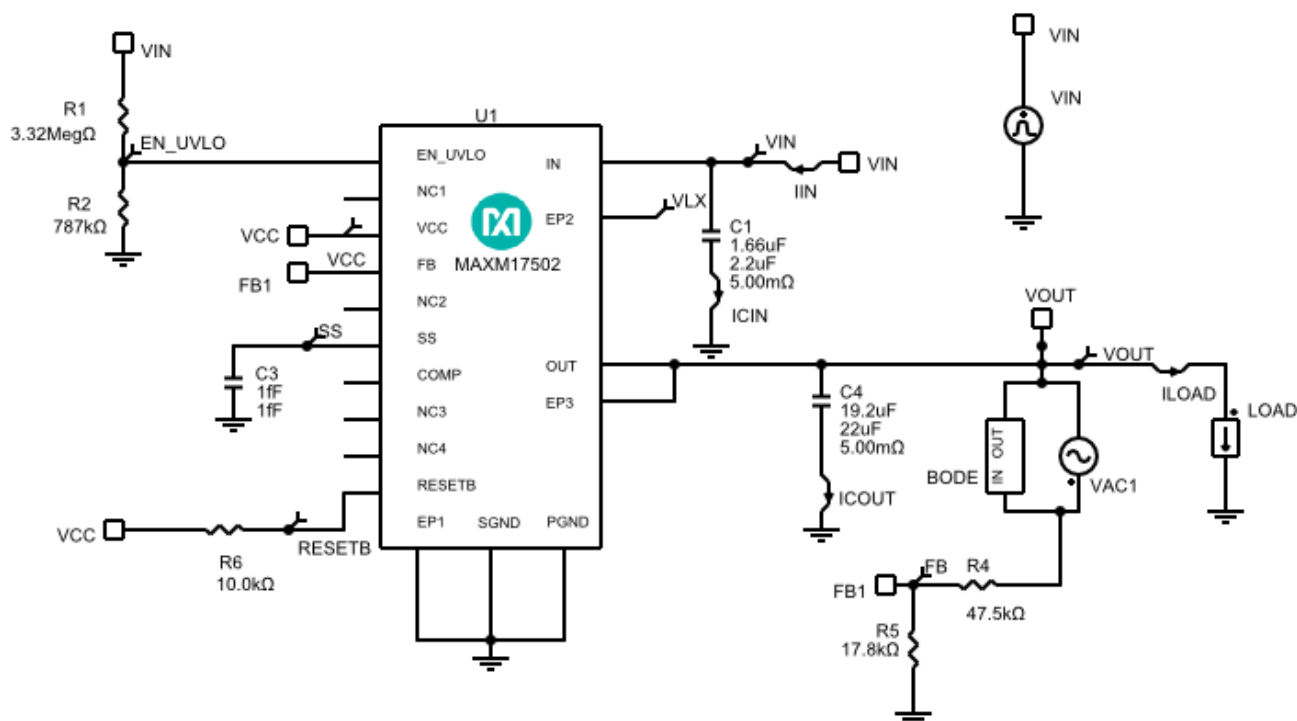 VIN
R1
3.32MegΩ
EN_UVLO
R2
787kΩ
VCC
VCC
FB1
SS
C3
1fF
1fF
VCC
R6
10.0kΩ
RESETB
U1
EN_UVLO
NC1
VCC
FB
NC2
SS
COMP
NC3
NC4
RESETB
EP1
SGND
PGND
IN
EP2
OUT
EP3
MAXM17502
VLX
VIN
IIN
VIN
C1
1.66uF
2.2uF
5.00mΩ
ICIN
VIN
VIN
C4
19.2uF
22uF
5.00mΩ
ICOUT
VOUT
VOUT
ILOAD
LOAD
BODE
IN OUT
VAC1
FB1
FB
R4
47.5kΩ
R5
17.8kΩ